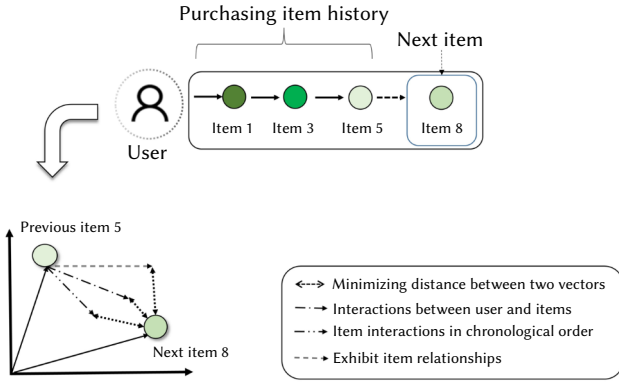 Purchasing item history
Next item
Item 1
Item 3
Item 5
Item 8
User
Previous item 5
Next item 8
Minimizing distance between two vectors
Interactions between user and items
Item interactions in chronological order
Exhibit item relationships